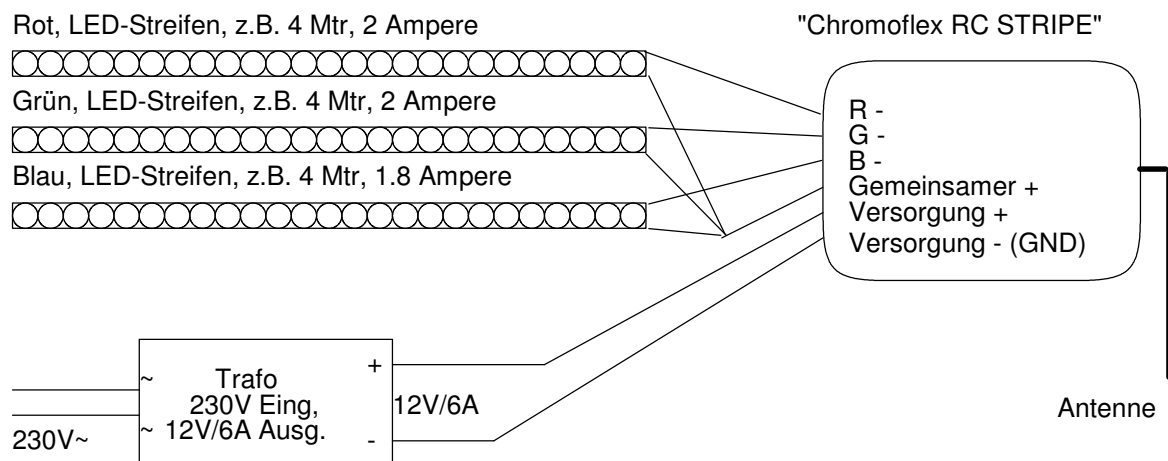 Rot, LED-Streifen, z.B. 4 Mtr, 2 Ampere
"Chromoflex RC STRIPE"
Grün, LED-Streifen, z.B. 4 Mtr, 2 Ampere
Blau, LED-Streifen, z.B. 4 Mtr, 1.8 Ampere
R -
G -
B -
Gemeinsamer +
Versorgung +
Versorgung - (GND)
Antenne
230V~
~
~
Trafo
230V Eing,
12V/6A Ausg.
+
-
12V/6A